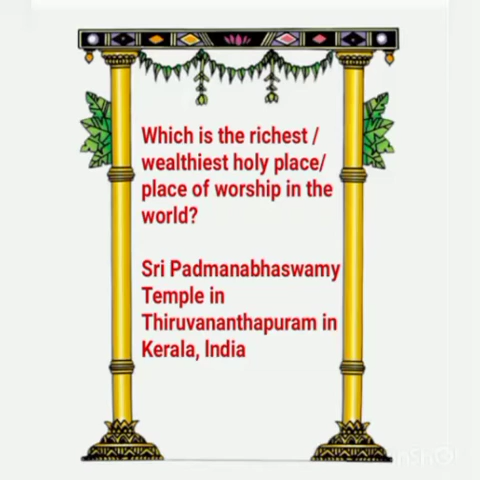 Which is the richest /
wealthiest holy place/
place of worship in the
world?
Sri Padmanabhaswamy
Temple in
Thiruvananthapuram in
Kerala, India